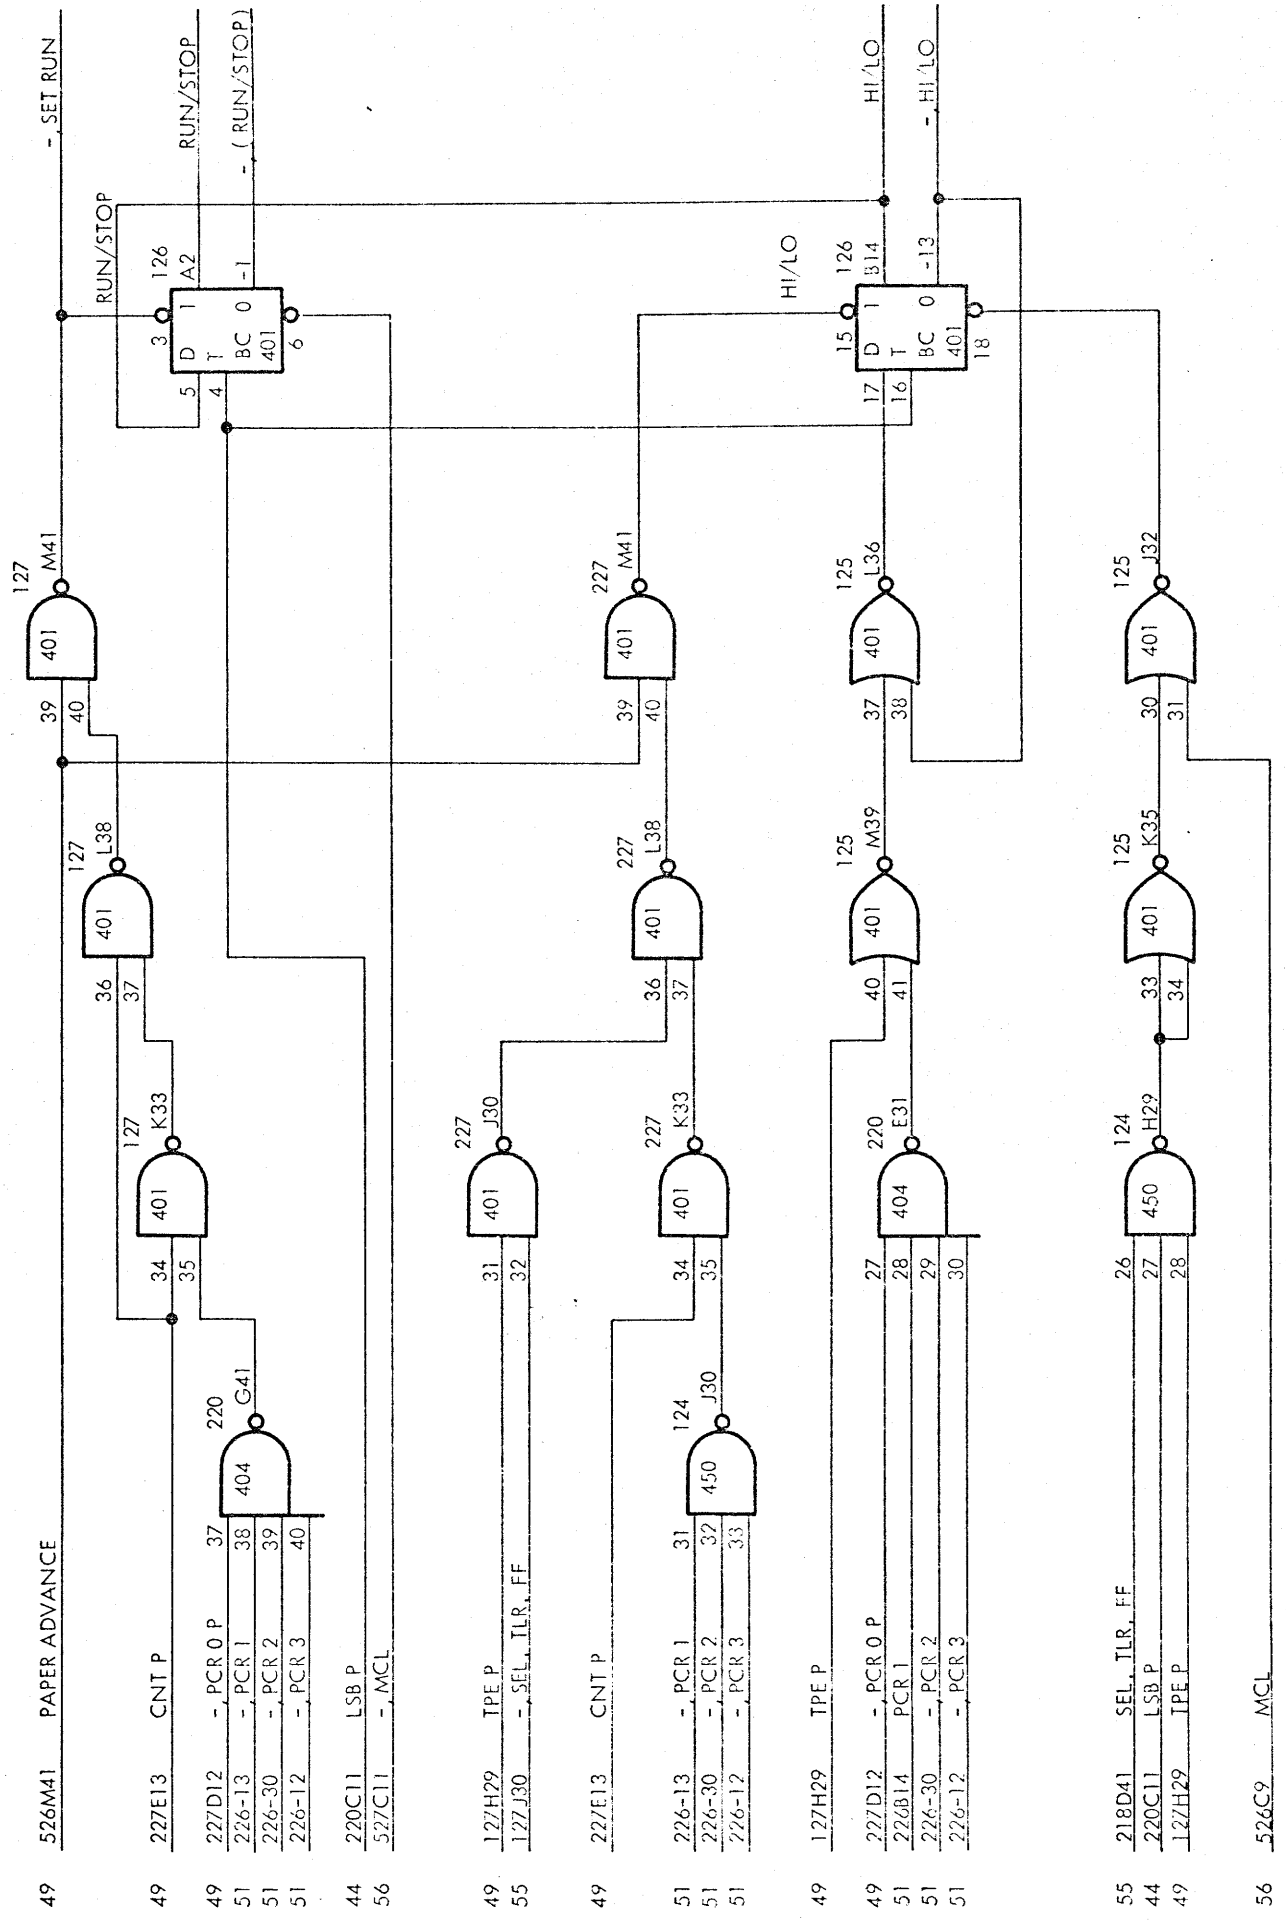 49 526M41 PAPER ADVANCE
49 227E13 CNT P
49 227D12 -, PCR 0 P
51 226-13 -, PCR 1
51 226-30 -, PCR 2
51 226-12 -, PCR 3
44 220C11 LSB P
56 527C11 -, MCL
37
38
39
40
404
220
G41
34
35
401
127
K33
36
37
401
127
L38
39
40
401
127
M41
-, SET RUN
RUN/STOP
3
126
5 D 1 A2 RUN/STOP
4 T
BC 0 -1 -, (RUN/STOP)
401
6
49 127H29 TPE P
55 127J30 -, SEL, TLR, FF
49 227E13 CNT P
51 226-13 -, PCR 1
51 226-30 -, PCR 2
51 226-12 -, PCR 3
31
32
401
227
J30
31
32
33
450
124
J30
34
35
401
227
K33
36
37
401
227
L38
39
40
401
227
M41
HI/LO
15
126
17 D 1 B14 HI/LO
16 T
BC 0 -13 -, HI/LO
401
18
49 127H29 TPE P
49 227D12 -, PCR 0 P
51 226B14 PCR 1
51 226-30 -, PCR 2
51 226-12 -, PCR 3
27
28
29
30
404
220
E31
40
41
401
125
M39
37
38
401
125
L36
55 218D41 SEL, TLR, FF
44 220C11 LSB P
49 127H29 TPE P
56 526C9 MCL
26
27
28
450
124
H29
33
34
401
125
K35
30
31
401
125
J32